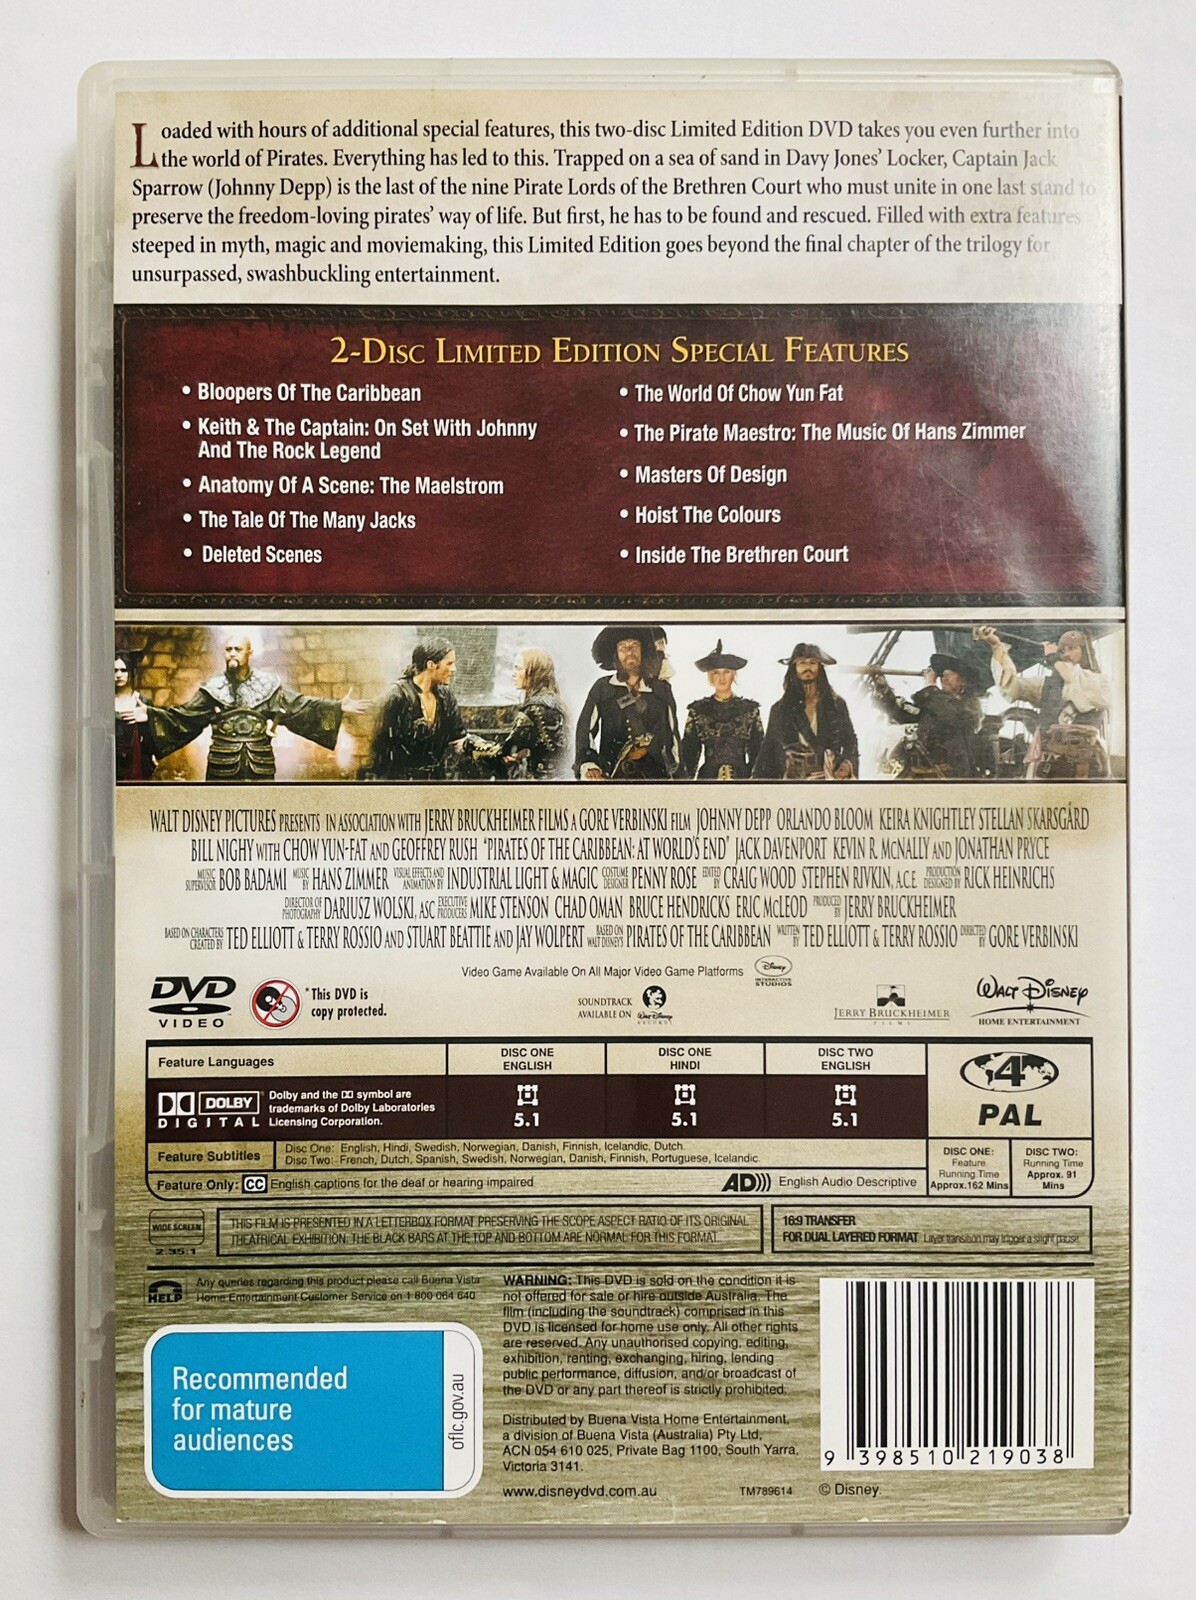 Loaded with hours of additional special features, this two-disc Limited Edition DVD takes you even further into
the world of Pirates. Everything has led to this. Trapped on a sea of sand in Davy Jones' Locker, Captain Jack
Sparrow (Johnny Depp) is the last of the nine Pirate Lords of the Brethren Court who must unite in one last stand to
preserve the freedom-loving pirates' way of life. But first, he has to be found and rescued. Filled with extra features
steeped in myth, magic and moviemaking, this Limited Edition goes beyond the final chapter of the trilogy for
unsurpassed, swashbuckling entertainment.
2-Disc Limited Edition Special Features
• Bloopers Of The Caribbean
• Keith & The Captain: On Set With Johnny
And The Rock Legend
• Anatomy Of A Scene: The Maelstrom
• The Tale Of The Many Jacks
• Deleted Scenes
• The World Of Chow Yun Fat
• The Pirate Maestro: The Music Of Hans Zimmer
• Masters Of Design
• Hoist The Colours
• Inside The Brethren Court
WALT DISNEY PICTURES PRESENTS IN ASSOCIATION WITH JERRY BRUCKHEIMER FILMS A GORE VERBINSKI FILM JOHNNY DEPP ORLANDO BLOOM KEIRA KNIGHTLEY STELLAN SKARSGÅRD
BILL NIGHY WITH CHOW YUN-FAT AND GEOFFREY RUSH "PIRATES OF THE CARIBBEAN: AT WORLD'S END" JACK DAVENPORT KEVIN R. McNALLY AND JONATHAN PRYCE
MUSIC SUPERVISOR BOB BADAMI MUSIC BY HANS ZIMMER VISUAL EFFECTS AND ANIMATION BY INDUSTRIAL LIGHT & MAGIC COSTUME DESIGNER PENNY ROSE EDITED BY CRAIG WOOD STEPHEN RIVKIN, A.C.E. PRODUCTION DESIGNED BY RICK HEINRICHS
DIRECTOR OF PHOTOGRAPHY DARIUSZ WOLSKI, ASC EXECUTIVE PRODUCERS MIKE STENSON CHAD OMAN BRUCE HENDRICKS ERIC McLEOD PRODUCED BY JERRY BRUCKHEIMER
BASED ON CHARACTERS CREATED BY TED ELLIOTT & TERRY ROSSIO AND STUART BEATTIE AND JAY WOLPERT BASED ON WALT DISNEY'S PIRATES OF THE CARIBBEAN WRITTEN BY TED ELLIOTT & TERRY ROSSIO DIRECTED BY GORE VERBINSKI
Video Game Available On All Major Video Game Platforms
Disney
INTERACTIVE
STUDIOS
DVD
VIDEO
*This DVD is
copy protected.
SOUNDTRACK
AVAILABLE ON
Walt Disney
RECORDS
JERRY BRUCKHEIMER
FILMS
Walt Disney
HOME ENTERTAINMENT
Feature Languages
DISC ONE
ENGLISH
DISC ONE
HINDI
DISC TWO
ENGLISH
DOLBY
DIGITAL
Dolby and the DD symbol are
trademarks of Dolby Laboratories
Licensing Corporation.
5.1
5.1
5.1
4
PAL
Feature Subtitles
Disc One: English, Hindi, Swedish, Norwegian, Danish, Finnish, Icelandic, Dutch.
Disc Two: French, Dutch, Spanish, Swedish, Norwegian, Danish, Finnish, Portuguese, Icelandic.
DISC ONE:
Feature
Running Time
Approx.162 Mins
DISC TWO:
Running Time
Approx. 91
Mins
Feature Only: CC English captions for the deaf or hearing impaired
AD))) English Audio Descriptive
WIDE SCREEN
2.35:1
THIS FILM IS PRESENTED IN A LETTERBOX FORMAT PRESERVING THE SCOPE ASPECT RATIO OF ITS ORIGINAL
THEATRICAL EXHIBITION. THE BLACK BARS AT THE TOP AND BOTTOM ARE NORMAL FOR THIS FORMAT.
16:9 TRANSFER
FOR DUAL LAYERED FORMAT Layer transition may trigger a slight pause.
HELP
Any queries regarding this product please call Buena Vista
Home Entertainment Customer Service on 1 800 064 640
Recommended
for mature
audiences
oflc.gov.au
WARNING: This DVD is sold on the condition it is
not offered for sale or hire outside Australia. The
film (including the soundtrack) comprised in this
DVD is licensed for home use only. All other rights
are reserved. Any unauthorised copying, editing,
exhibition, renting, exchanging, hiring, lending
public performance, diffusion, and/or broadcast of
the DVD or any part thereof is strictly prohibited.
Distributed by Buena Vista Home Entertainment,
a division of Buena Vista (Australia) Pty Ltd,
ACN 054 610 025, Private Bag 1100, South Yarra,
Victoria 3141.
www.disneydvd.com.au
TM789614
© Disney.
9 398510 219038